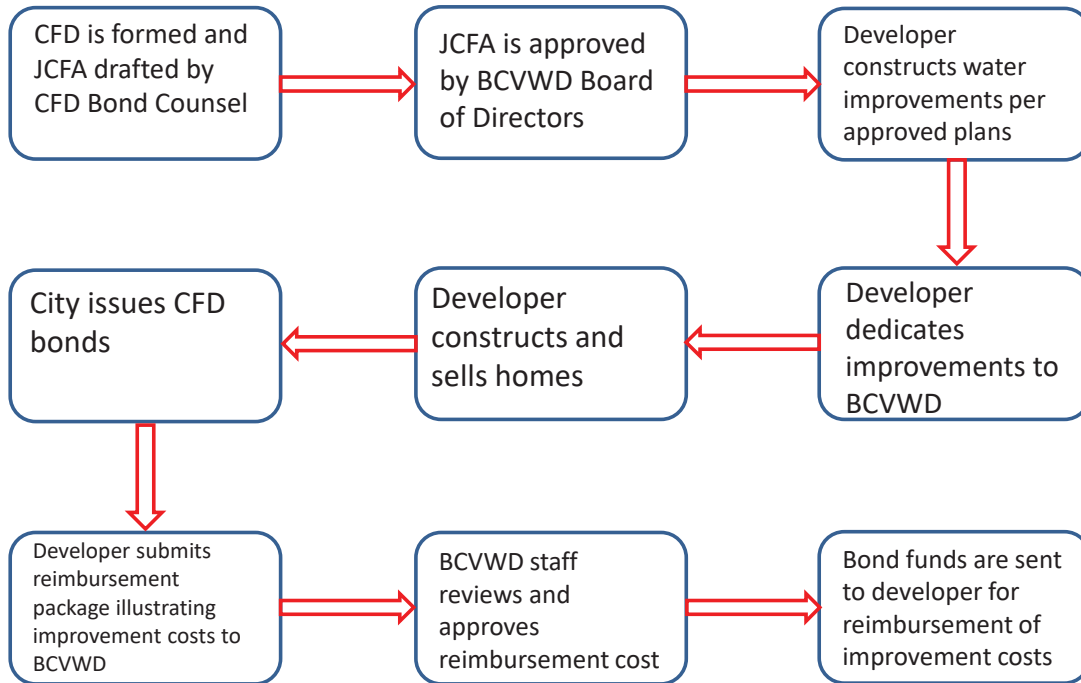 CFD is formed and
JCFA drafted by
CFD Bond Counsel
JCFA is approved
by BCVWD Board
of Directors
Developer
constructs water
improvements per
approved plans
Developer
dedicates
improvements to
BCVWD
Developer
constructs and
sells homes
City issues CFD
bonds
Developer submits
reimbursement
package illustrating
improvement costs to
BCVWD
BCVWD staff
reviews and
approves
reimbursement cost
Bond funds are sent
to developer for
reimbursement of
improvement costs